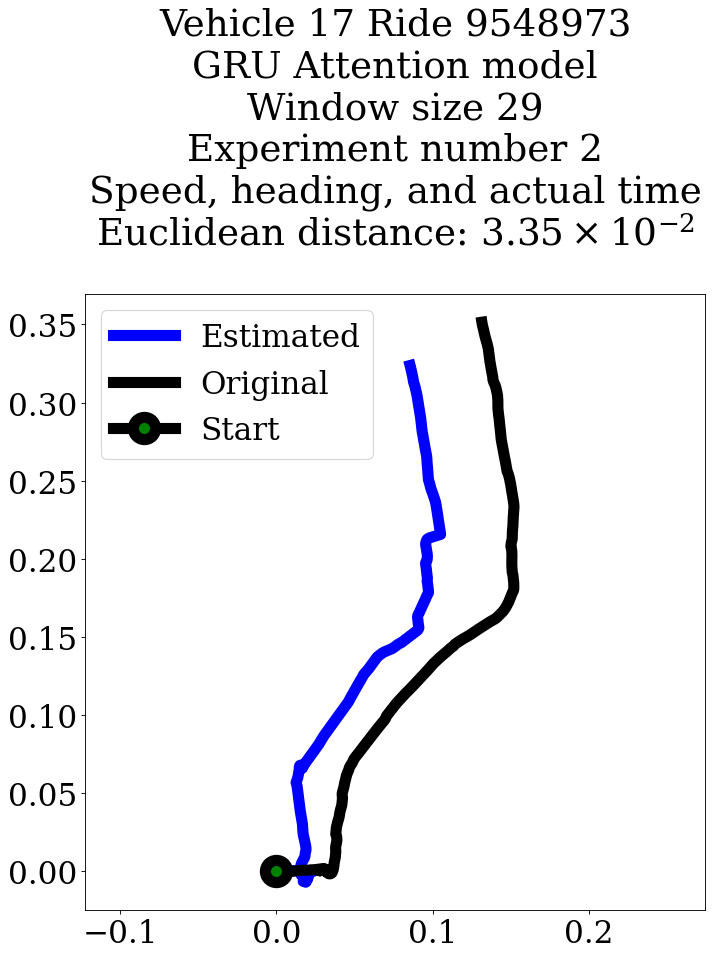 Vehicle 17 Ride 9548973
GRU Attention model
Window size 29
Experiment number 2
Speed, heading, and actual time
Euclidean distance: 3.35 × 10⁻²
Estimated
Original
Start
0.35
0.30
0.25
0.20
0.15
0.10
0.05
0.00
−0.1 0.0 0.1 0.2